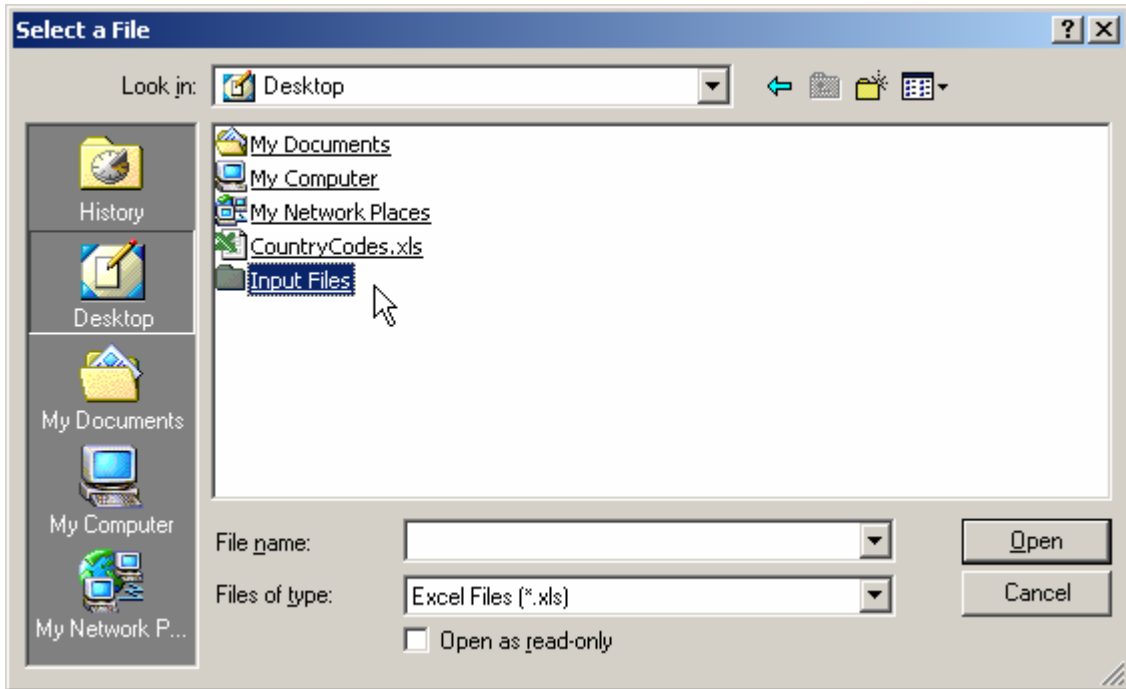 Select a File
Look in: Desktop
My Documents
My Computer
My Network Places
CountryCodes.xls
Input Files
History
Desktop
My Documents
My Computer
My Network P...
File name:
Open
Files of type: Excel Files (*.xls)
Cancel
Open as read-only